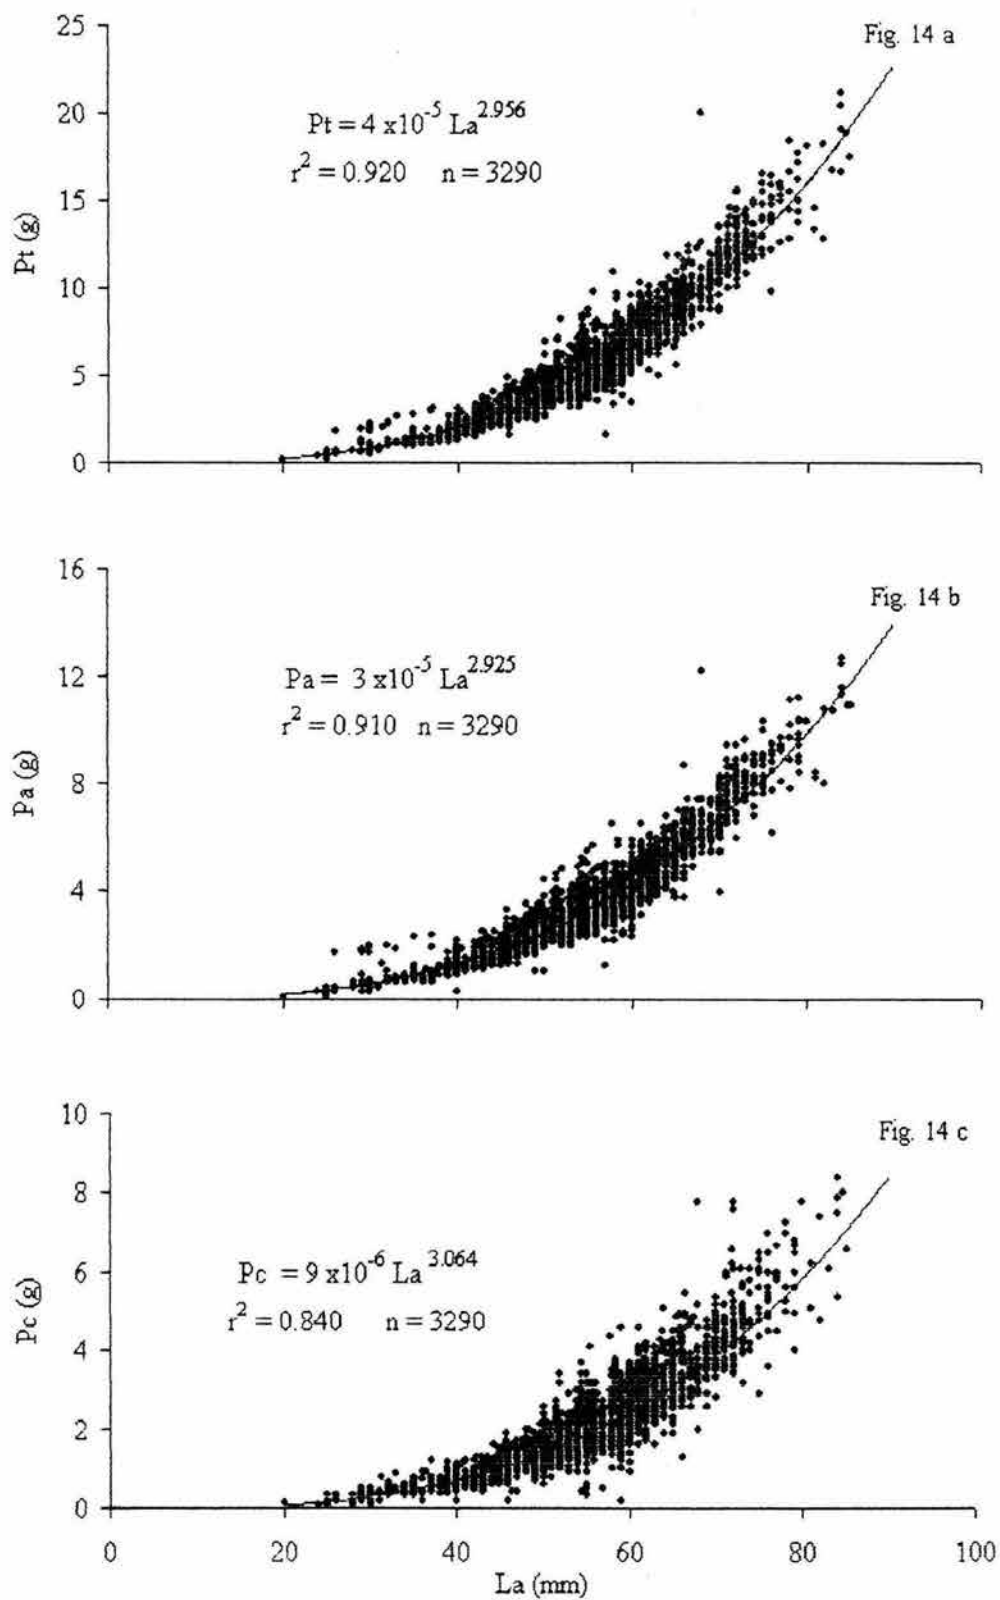 Fig. 14 a
25
20
15
10
5
0
Pt (g)
Pt = 4 x10^-5 La^2.956
r^2 = 0.920 n = 3290
Fig. 14 b
16
12
8
4
0
Pa (g)
Pa = 3 x10^-5 La^2.925
r^2 = 0.910 n = 3290
Fig. 14 c
10
8
6
4
2
0
Pc (g)
Pc = 9 x10^-6 La^3.064
r^2 = 0.840 n = 3290
0 20 40 60 80 100
La (mm)